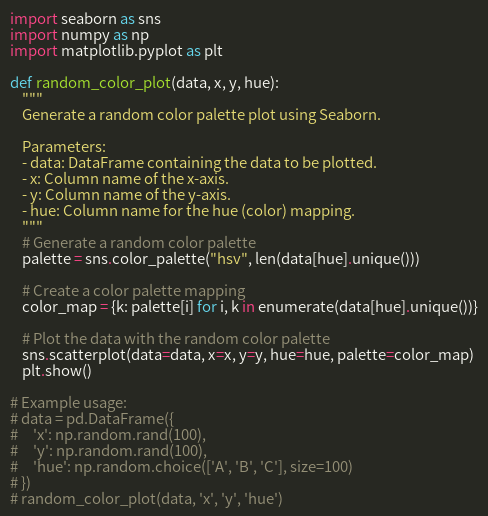 import seaborn as sns
import numpy as np
import matplotlib.pyplot as plt

def random_color_plot(data, x, y, hue):
    """
    Generate a random color palette plot using Seaborn.

    Parameters:
    - data: DataFrame containing the data to be plotted.
    - x: Column name of the x-axis.
    - y: Column name of the y-axis.
    - hue: Column name for the hue (color) mapping.
    """
    # Generate a random color palette
    palette = sns.color_palette("hsv", len(data[hue].unique()))

    # Create a color palette mapping
    color_map = {k: palette[i] for i, k in enumerate(data[hue].unique())}

    # Plot the data with the random color palette
    sns.scatterplot(data=data, x=x, y=y, hue=hue, palette=color_map)
    plt.show()

# Example usage:
# data = pd.DataFrame({
#     'x': np.random.rand(100),
#     'y': np.random.rand(100),
#     'hue': np.random.choice(['A', 'B', 'C'], size=100)
# })
# random_color_plot(data, 'x', 'y', 'hue')